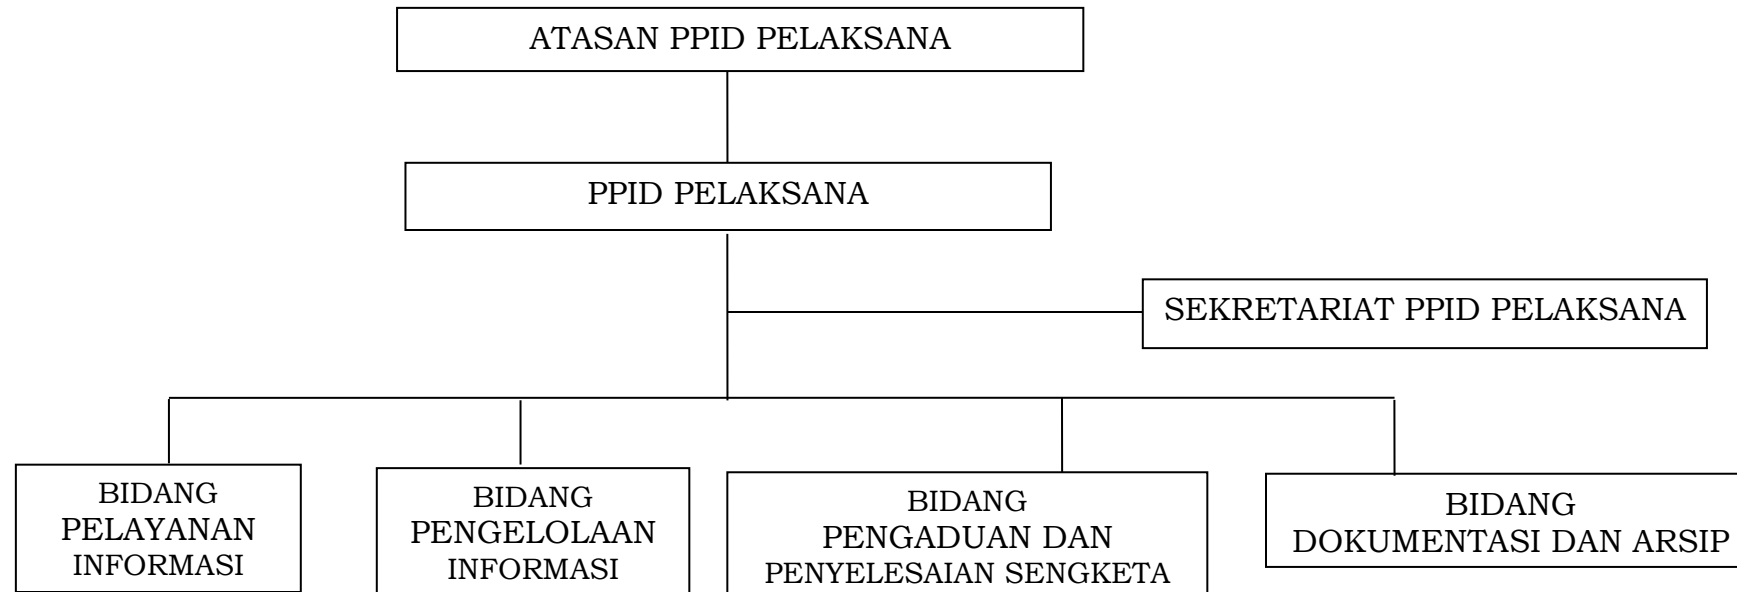 ATASAN PPID PELAKSANA
PPID PELAKSANA
SEKRETARIAT PPID PELAKSANA
BIDANG
PELAYANAN
INFORMASI
BIDANG
PENGELOLAAN
INFORMASI
BIDANG
PENGADUAN DAN
PENYELESAIAN SENGKETA
BIDANG
DOKUMENTASI DAN ARSIP